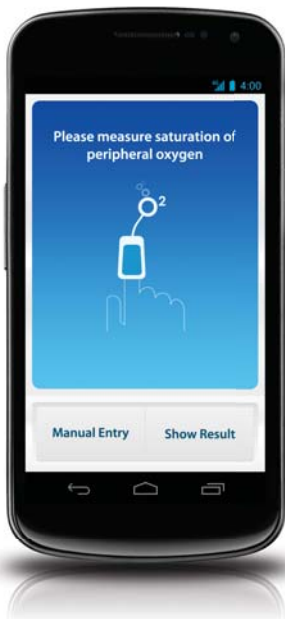 4:00
Please measure saturation of
peripheral oxygen
O2
Manual Entry Show Result